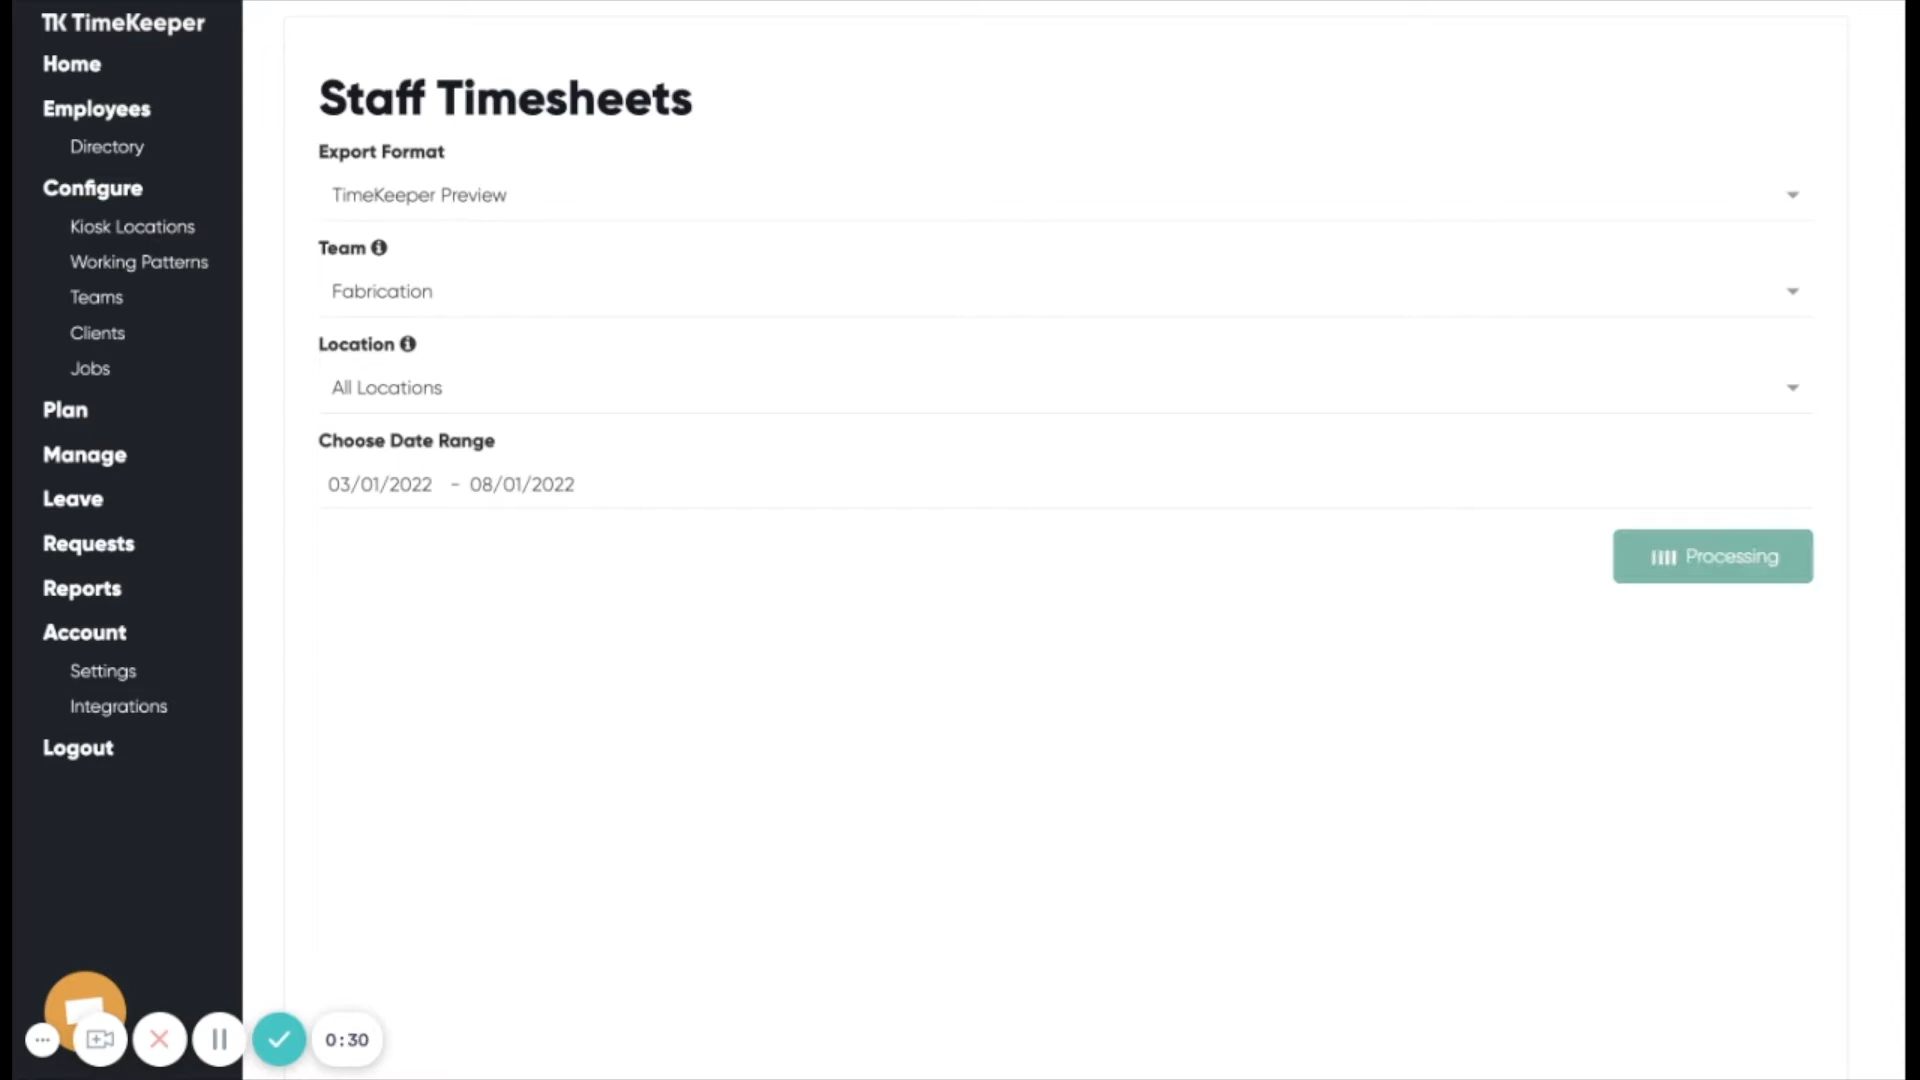 TK TimeKeeper
Home
Employees
Directory
Configure
Kiosk Locations
Working Patterns
Teams
Clients
Jobs
Plan
Manage
Leave
Requests
Reports
Account
Settings
Integrations
Logout
Staff Timesheets
Export Format
TimeKeeper Preview
Team
Fabrication
Location
All Locations
Choose Date Range
03/01/2022 - 08/01/2022
Processing
0:30